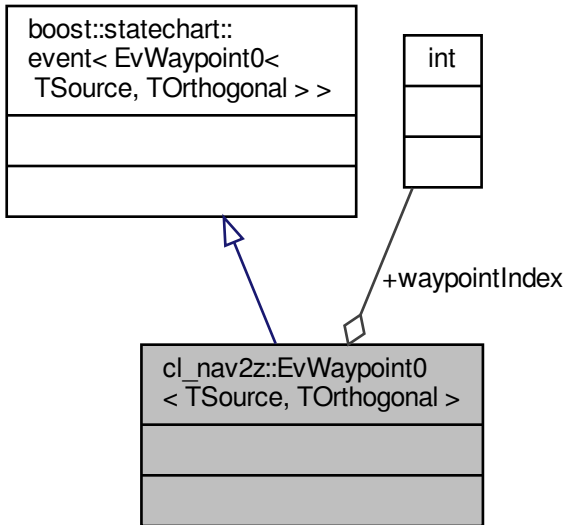 boost::statechart::
event< EvWaypoint0<
TSource, TOrthogonal > >
int
+waypointIndex
cl_nav2z::EvWaypoint0
< TSource, TOrthogonal >